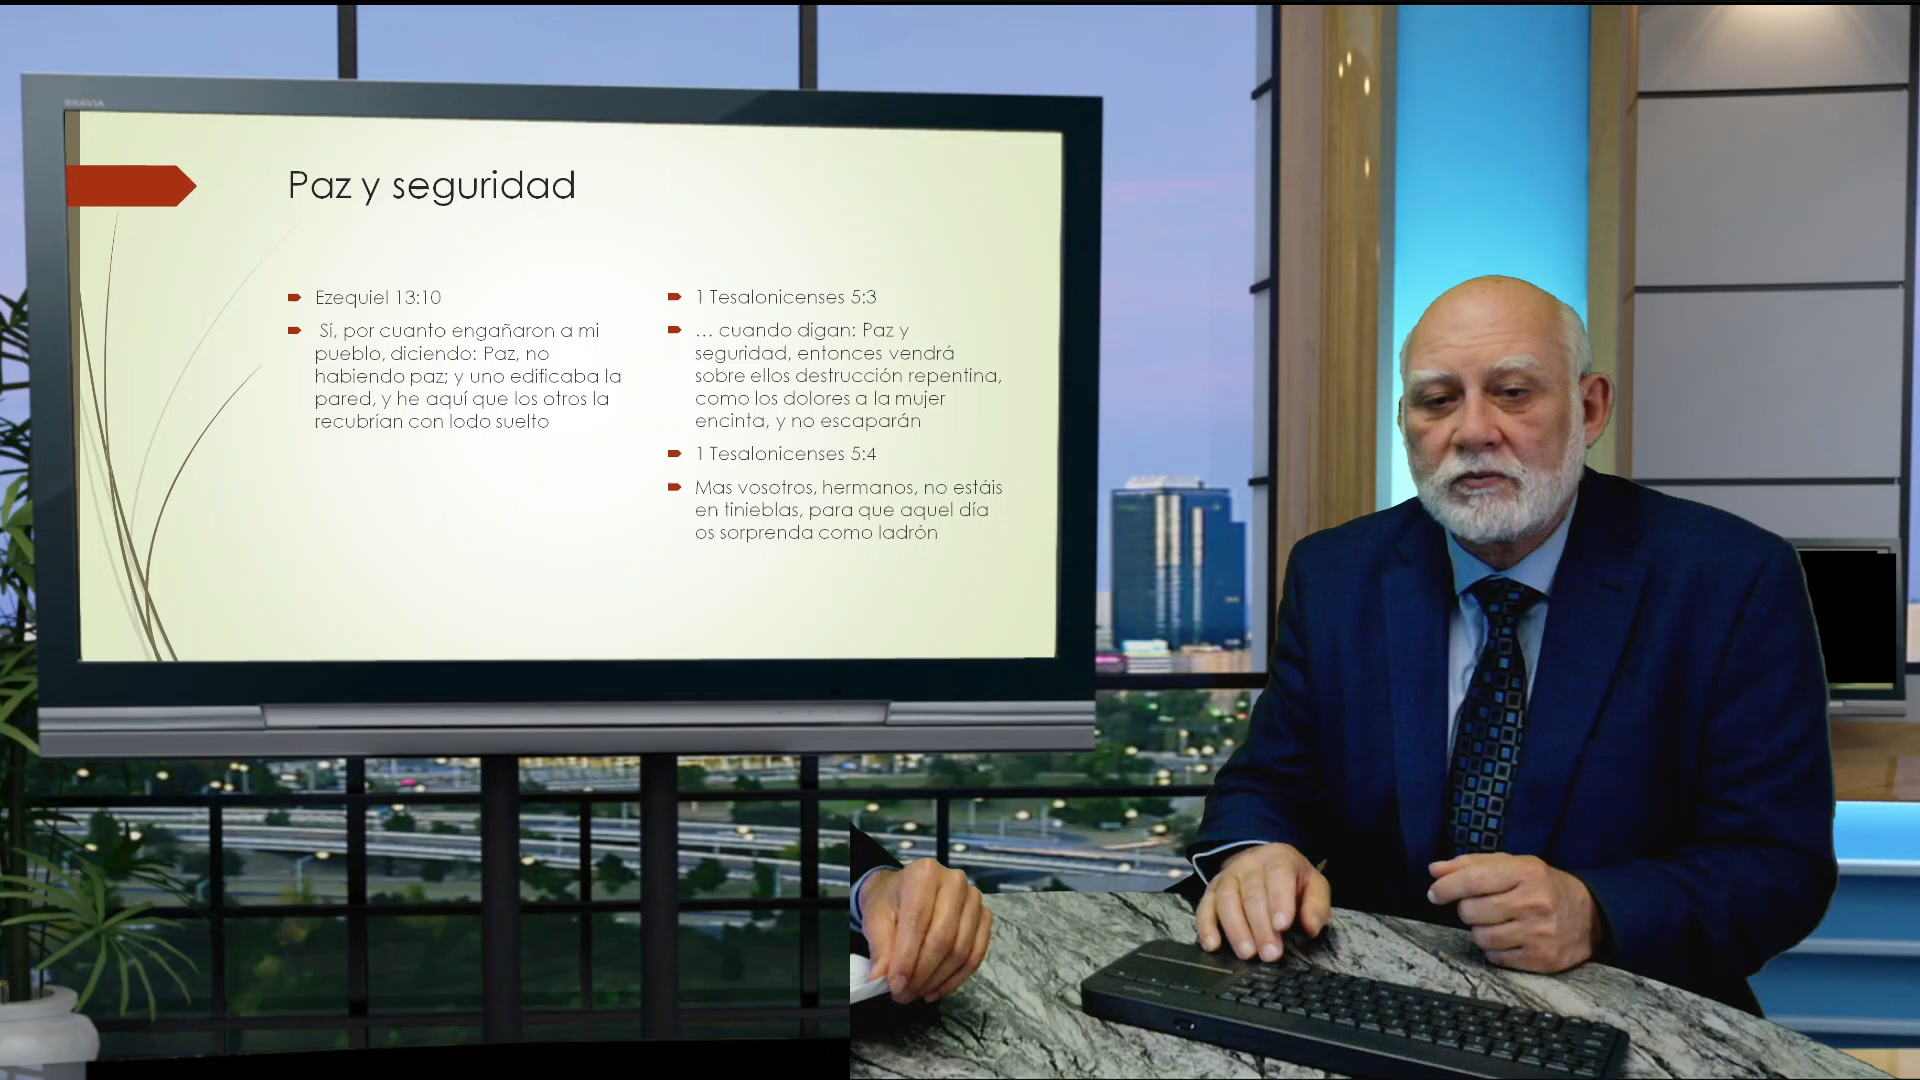 BRAVIA
Paz y seguridad
Ezequiel 13:10
Sí, por cuanto engañaron a mi
pueblo, diciendo: Paz, no
habiendo paz; y uno edificaba la
pared, y he aquí que los otros la
recubrían con lodo suelto
1 Tesalonicenses 5:3
... cuando digan: Paz y
seguridad, entonces vendrá
sobre ellos destrucción repentina,
como los dolores a la mujer
encinta, y no escaparán
1 Tesalonicenses 5:4
Mas vosotros, hermanos, no estáis
en tinieblas, para que aquel día
os sorprenda como ladrón